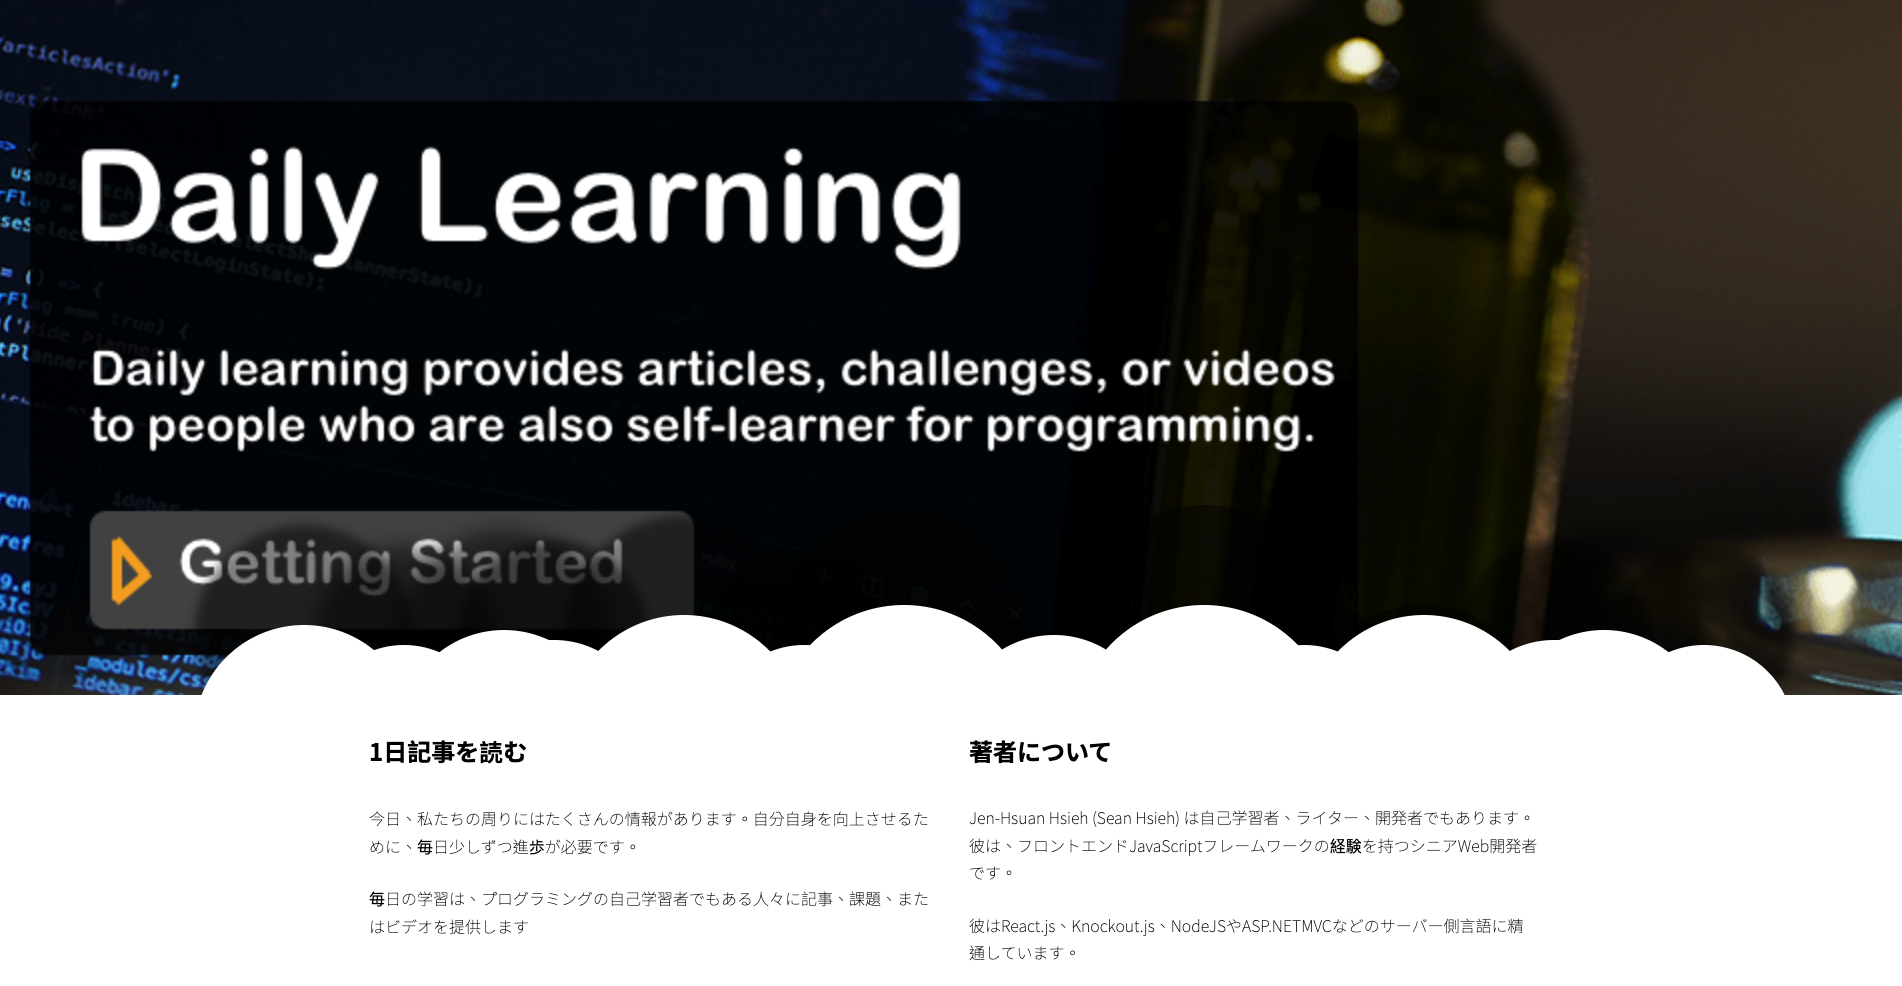 /articlesAction';
Daily Learning
Daily learning provides articles, challenges, or videos
to people who are also self-learner for programming.
Getting Started
1日記事を読む
今日、私たちの周りにはたくさんの情報があります。自分自身を向上させるた
めに、毎日少しずつ進歩が必要です。
毎日の学習は、プログラミングの自己学習者でもある人々に記事、課題、また
はビデオを提供します
著者について
Jen-Hsuan Hsieh (Sean Hsieh) は自己学習者、ライター、開発者でもあります。
彼は、フロントエンドJavaScriptフレームワークの経験を持つシニアWeb開発者
です。
彼はReact.js、Knockout.js、NodeJSやASP.NETMVCなどのサーバー側言語に精
通しています。